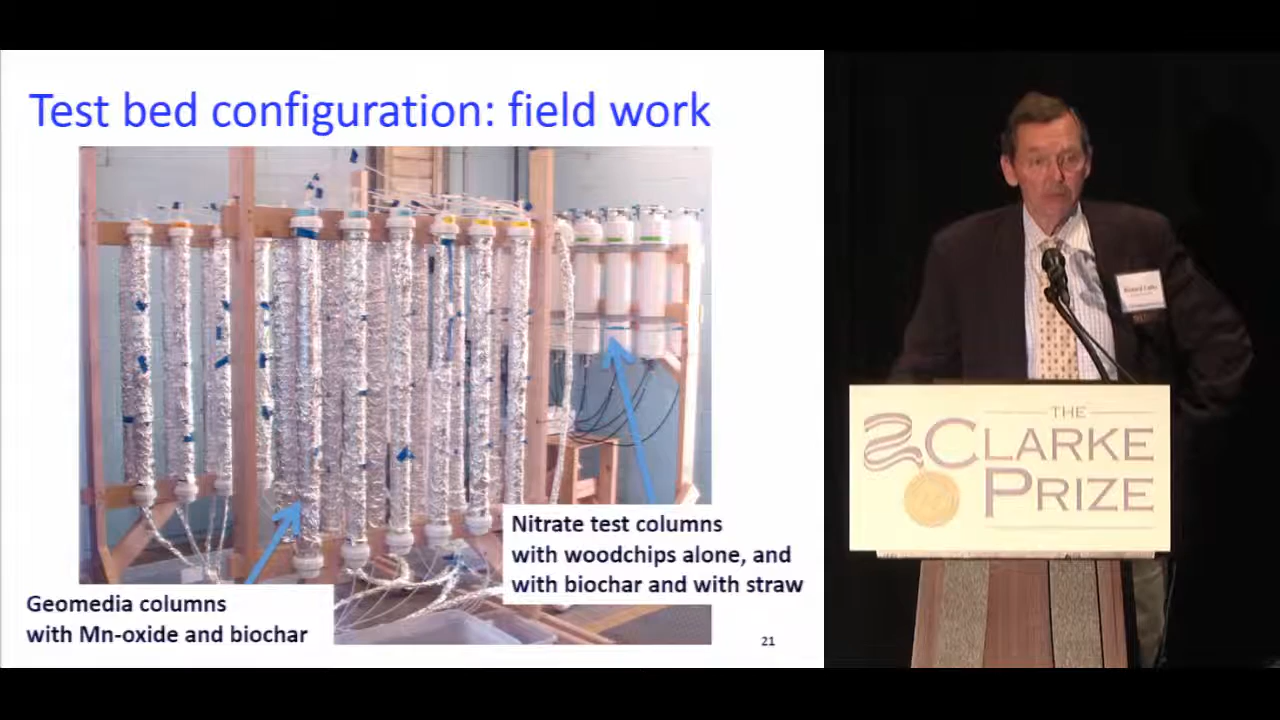 Test bed configuration: field work
Nitrate test columns
with woodchips alone, and
with biochar and with straw
Geomedia columns
with Mn-oxide and biochar
21
THE
CLARKE
PRIZE